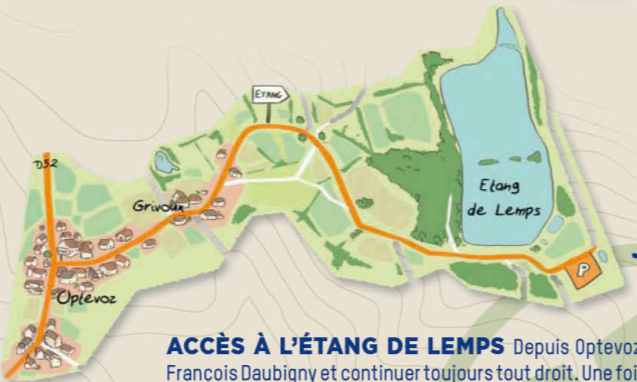 ETANG
D52
Grivoux
Etang
de Lemps
P
Optevoz
ACCÈS À L'ÉTANG DE LEMPS Depuis Optevoz
François Daubigny et continuer toujours tout droit. Une foi